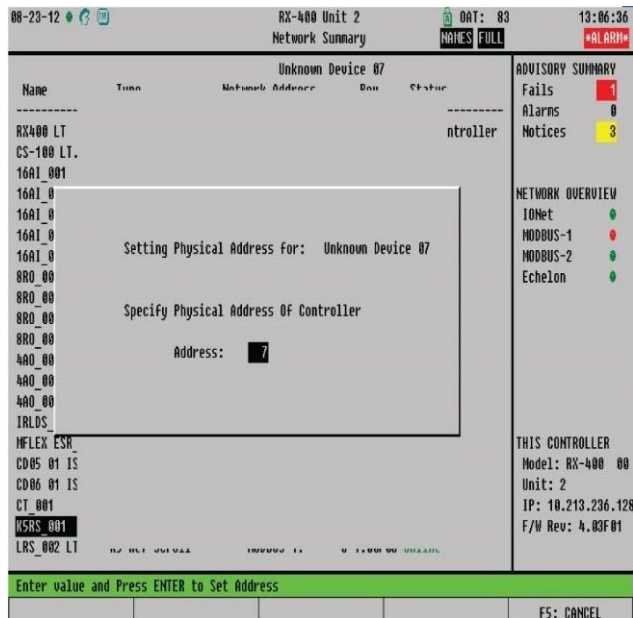 08-23-12 RX-400 Unit 2 OAT: 83 13:06:36
Network Summary NAMES FULL *ALARM*
Unknown Device 07
Name Type Network Address Rev Status
----------
---------
RX400 LT ntroller
CS-100 LT.
16AI_001
16AI_0
16AI_0
16AI_0
16AI_0
8RO_00
8RO_00
8RO_00
8RO_00
4AO_00
4AO_00
4AO_00
IRLDS_
MFLEX ESR_
CD05 01 IS
CD06 01 IS
CT_001
K5RS_001
LRS_002 LT
Setting Physical Address for: Unknown Device 07
Specify Physical Address Of Controller
Address: 7
ADVISORY SUMMARY
Fails 1
Alarms 0
Notices 3
NETWORK OVERVIEW
IONet
MODBUS-1
MODBUS-2
Echelon
THIS CONTROLLER
Model: RX-400 00
Unit: 2
IP: 10.213.236.128
F/W Rev: 4.03F01
Enter value and Press ENTER to Set Address
F5: CANCEL